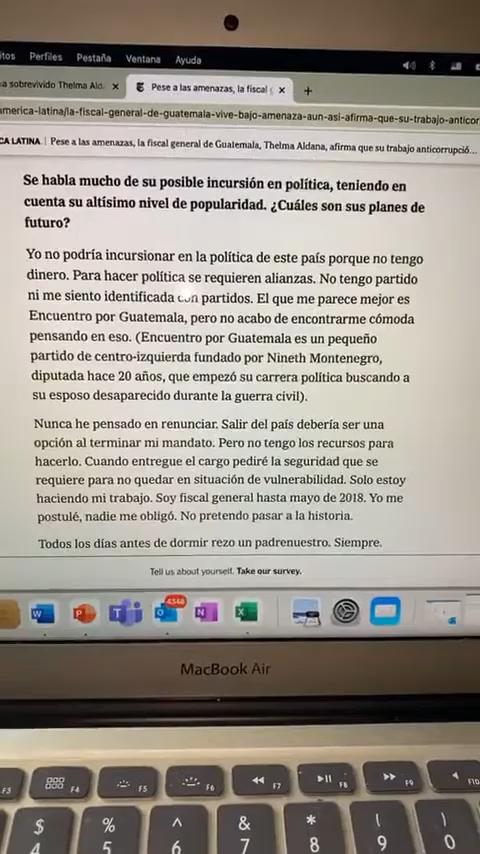 Perfiles Pestaña Ventana Ayuda
a sobrevivido Thelma Ald
Pese a las amenazas, la fiscal
america-latina/la-fiscal-general-de-guatemala-vive-bajo-amenaza-aun-asi-afirma-que-su-trabajo-anticor
CA LATINA. | Pese a las amenazas, la fiscal general de Guatemala, Thelma Aldana, afirma que su trabajo anticorrupció...
Se habla mucho de su posible incursión en política, teniendo en
cuenta su altísimo nivel de popularidad. ¿Cuáles son sus planes de
futuro?
Yo no podría incursionar en la política de este país porque no tengo
dinero. Para hacer política se requieren alianzas. No tengo partido
ni me siento identificada con partidos. El que me parece mejor es
Encuentro por Guatemala, pero no acabo de encontrarme cómoda
pensando en eso. (Encuentro por Guatemala es un pequeño
partido de centro-izquierda fundado por Nineth Montenegro,
diputada hace 20 años, que empezó su carrera política buscando a
su esposo desaparecido durante la guerra civil).
Nunca he pensado en renunciar. Salir del país debería ser una
opción al terminar mi mandato. Pero no tengo los recursos para
hacerlo. Cuando entregue el cargo pediré la seguridad que se
requiere para no quedar en situación de vulnerabilidad. Solo estoy
haciendo mi trabajo. Soy fiscal general hasta mayo de 2018. Yo me
postulé, nadie me obligó. No pretendo pasar a la historia.
Todos los días antes de dormir rezo un padrenuestro. Siempre.
Tell us about yourself. Take our survey.
W P T O N X
MacBook Air
F3 F4 F5 F6 F7 F8 F9 F10
$ % ^ & * ( )
4 5 6 7 8 9 0